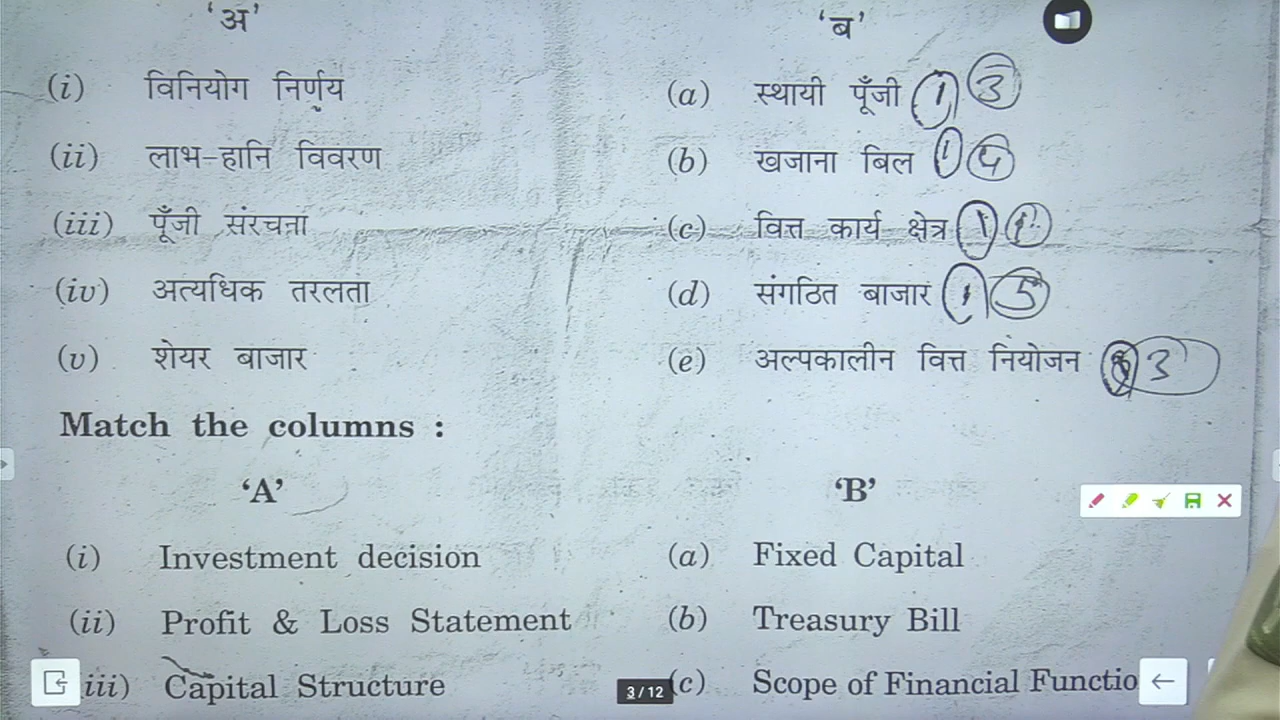 'अ' 'ब'
(i) विनियोग निर्णय (a) स्थायी पूँजी 1 3
(ii) लाभ-हानि विवरण (b) खजाना बिल 1 4
(iii) पूँजी संरचना (c) वित्त कार्य क्षेत्र 1 1
(iv) अत्यधिक तरलता (d) संगठित बाजार 1 5
(v) शेयर बाजार (e) अल्पकालीन वित्त नियोजन 3
Match the columns :
'A' 'B'
(i) Investment decision (a) Fixed Capital
(ii) Profit & Loss Statement (b) Treasury Bill
iii) Capital Structure (c) Scope of Financial Functio
3/12